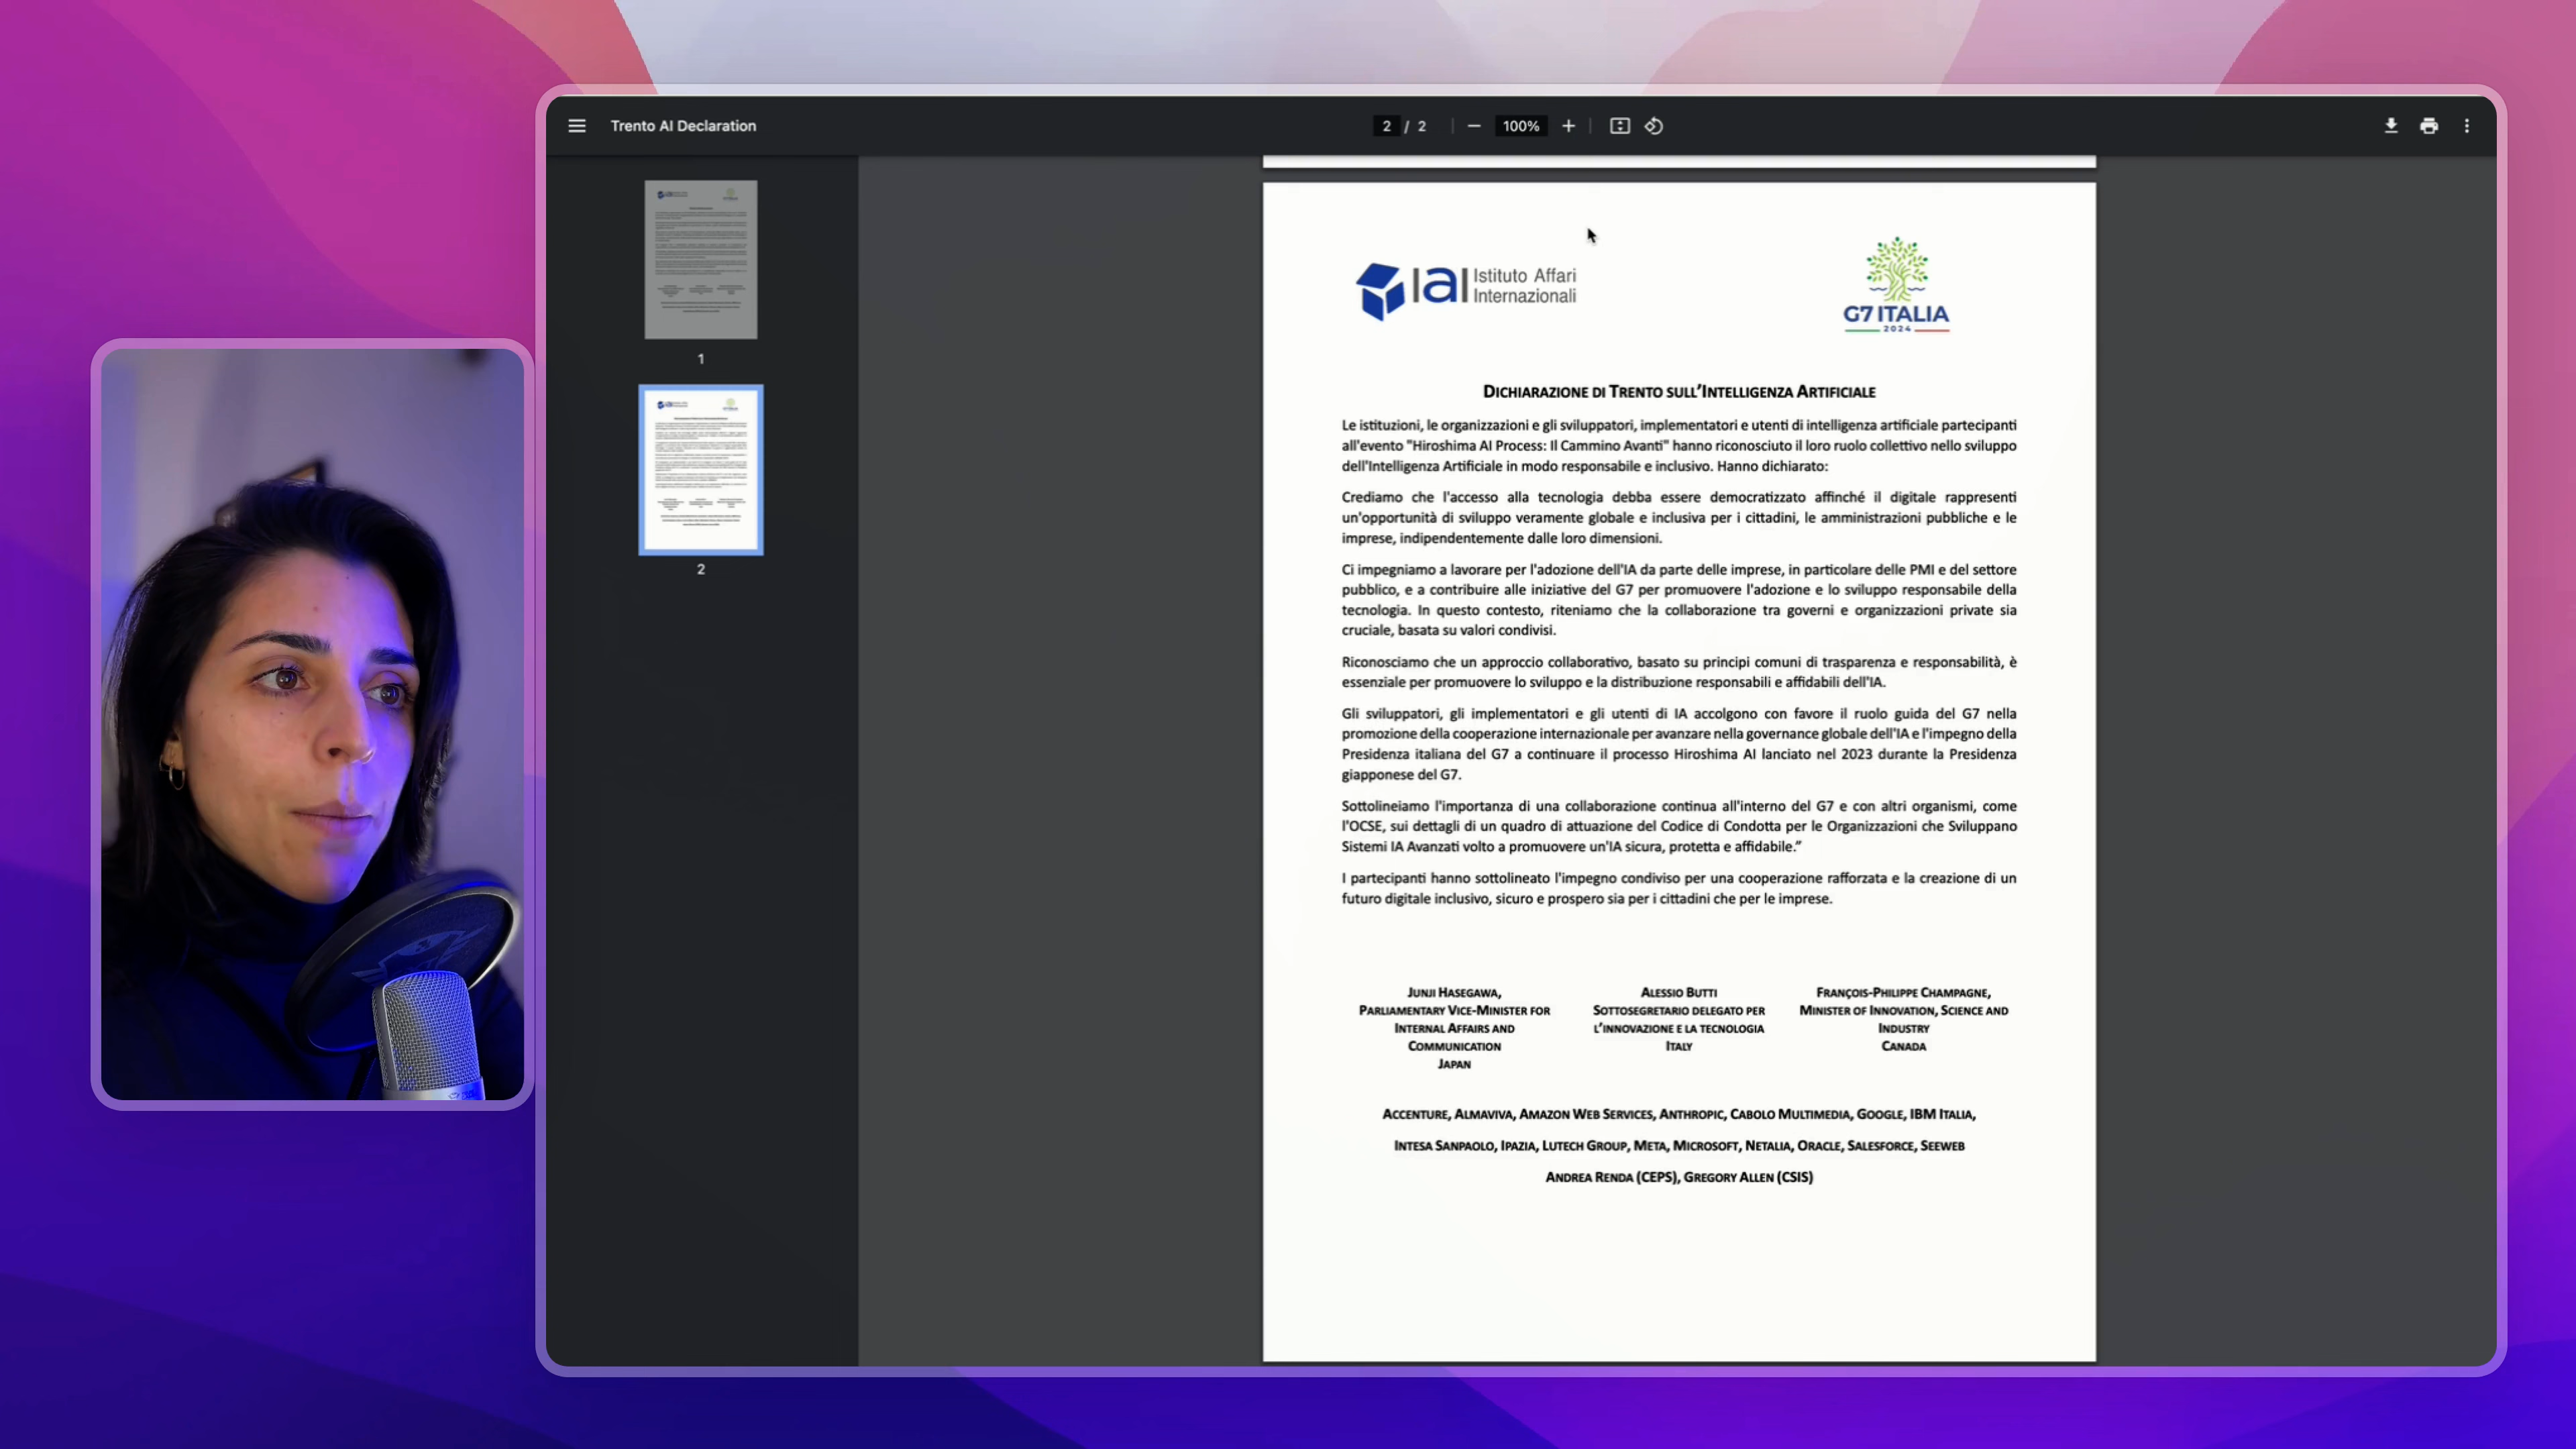 Trento AI Declaration
2 / 2
100%
1
2
iai Istituto Affari
Internazionali
G7 ITALIA
2024
DICHIARAZIONE DI TRENTO SULL'INTELLIGENZA ARTIFICIALE
Le istituzioni, le organizzazioni e gli sviluppatori, implementatori e utenti di intelligenza artificiale partecipanti
all'evento "Hiroshima AI Process: Il Cammino Avanti" hanno riconosciuto il loro ruolo collettivo nello sviluppo
dell'Intelligenza Artificiale in modo responsabile e inclusivo. Hanno dichiarato:
Crediamo che l'accesso alla tecnologia debba essere democratizzato affinché il digitale rappresenti
un'opportunità di sviluppo veramente globale e inclusiva per i cittadini, le amministrazioni pubbliche e le
imprese, indipendentemente dalle loro dimensioni.
Ci impegniamo a lavorare per l'adozione dell'IA da parte delle imprese, in particolare delle PMI e del settore
pubblico, e a contribuire alle iniziative del G7 per promuovere l'adozione e lo sviluppo responsabile della
tecnologia. In questo contesto, riteniamo che la collaborazione tra governi e organizzazioni private sia
cruciale, basata su valori condivisi.
Riconosciamo che un approccio collaborativo, basato su principi comuni di trasparenza e responsabilità, è
essenziale per promuovere lo sviluppo e la distribuzione responsabili e affidabili dell'IA.
Gli sviluppatori, gli implementatori e gli utenti di IA accolgono con favore il ruolo guida del G7 nella
promozione della cooperazione internazionale per avanzare nella governance globale dell'IA e l'impegno della
Presidenza italiana del G7 a continuare il processo Hiroshima AI lanciato nel 2023 durante la Presidenza
giapponese del G7.
Sottolineiamo l'importanza di una collaborazione continua all'interno del G7 e con altri organismi, come
l'OCSE, sui dettagli di un quadro di attuazione del Codice di Condotta per le Organizzazioni che Sviluppano
Sistemi IA Avanzati volto a promuovere un'IA sicura, protetta e affidabile.”
I partecipanti hanno sottolineato l'impegno condiviso per una cooperazione rafforzata e la creazione di un
futuro digitale inclusivo, sicuro e prospero sia per i cittadini che per le imprese.
JUNJI HASEGAWA,
PARLIAMENTARY VICE-MINISTER FOR
INTERNAL AFFAIRS AND
COMMUNICATION
JAPAN
ALESSIO BUTTI
SOTTOSEGRETARIO DELEGATO PER
L'INNOVAZIONE E LA TECNOLOGIA
ITALY
FRANÇOIS-PHILIPPE CHAMPAGNE,
MINISTER OF INNOVATION, SCIENCE AND
INDUSTRY
CANADA
ACCENTURE, ALMAVIVA, AMAZON WEB SERVICES, ANTHROPIC, CABOLO MULTIMEDIA, GOOGLE, IBM ITALIA,
INTESA SANPAOLO, IPAZIA, LUTECH GROUP, META, MICROSOFT, NETALIA, ORACLE, SALESFORCE, SEEWEB
ANDREA RENDA (CEPS), GREGORY ALLEN (CSIS)